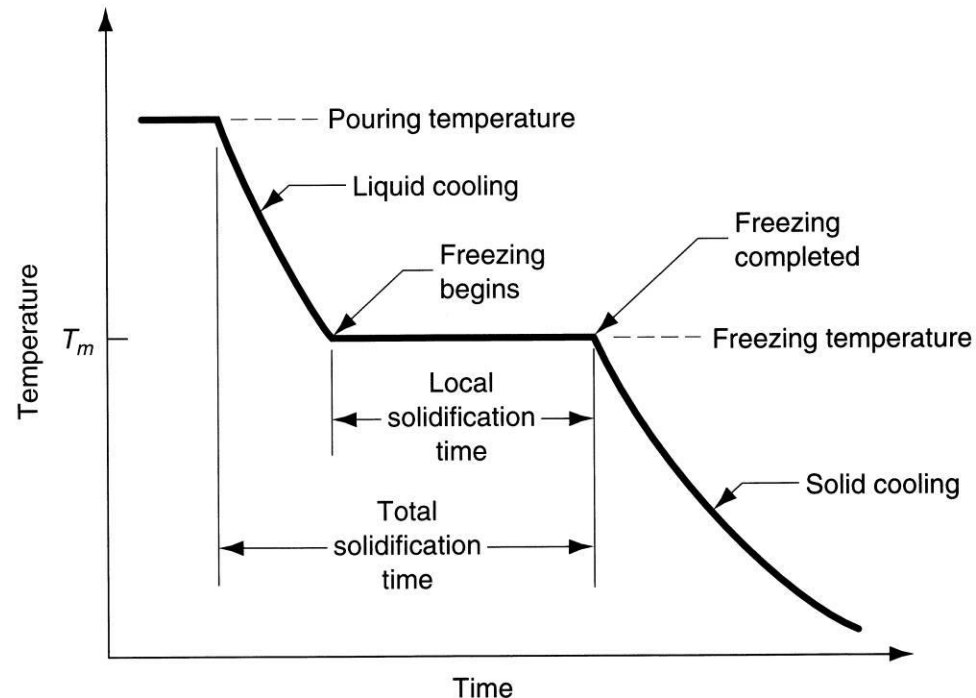 Pouring temperature
Liquid cooling
Freezing
begins
Freezing
completed
Temperature
Tm
Freezing temperature
Local
solidification
time
Solid cooling
Total
solidification
time
Time